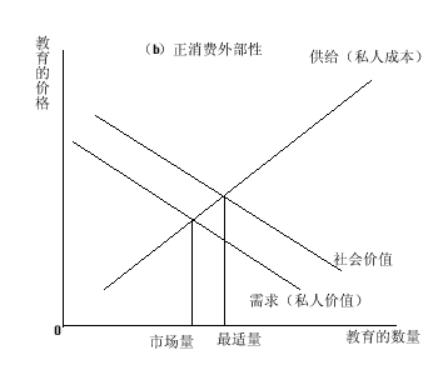 (b) 正消费外部性
供给（私人成本）
教育的价格
社会价值
需求（私人价值）
0
市场量
最适量
教育的数量